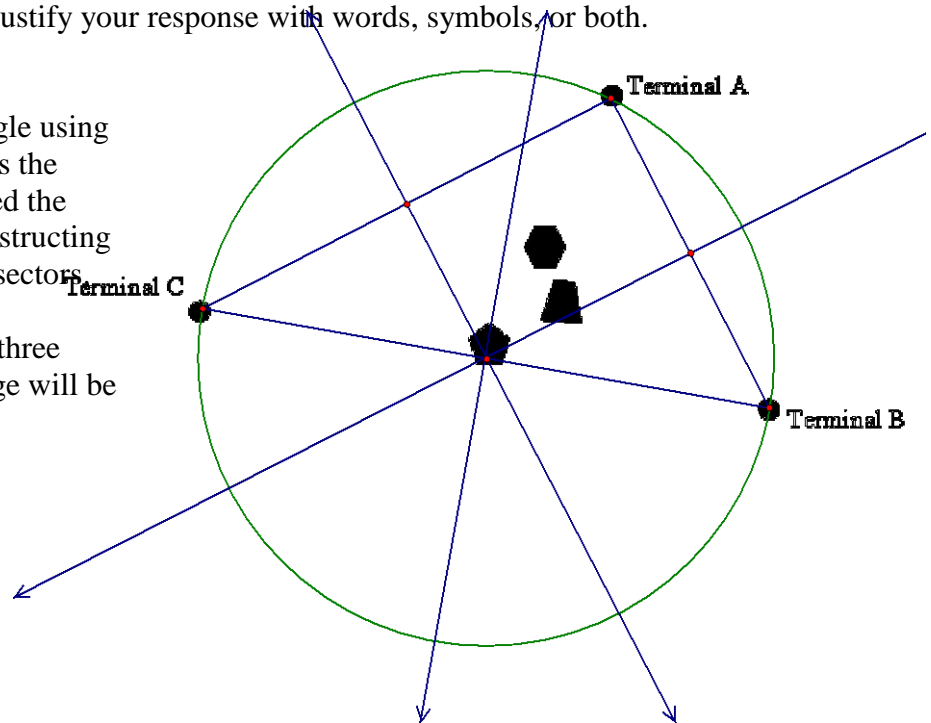 ustify your response with words, symbols, or both.
Terminal A
gle using
s the
ed the
structing
sectors,
Terminal C
three
ge will be
Terminal B